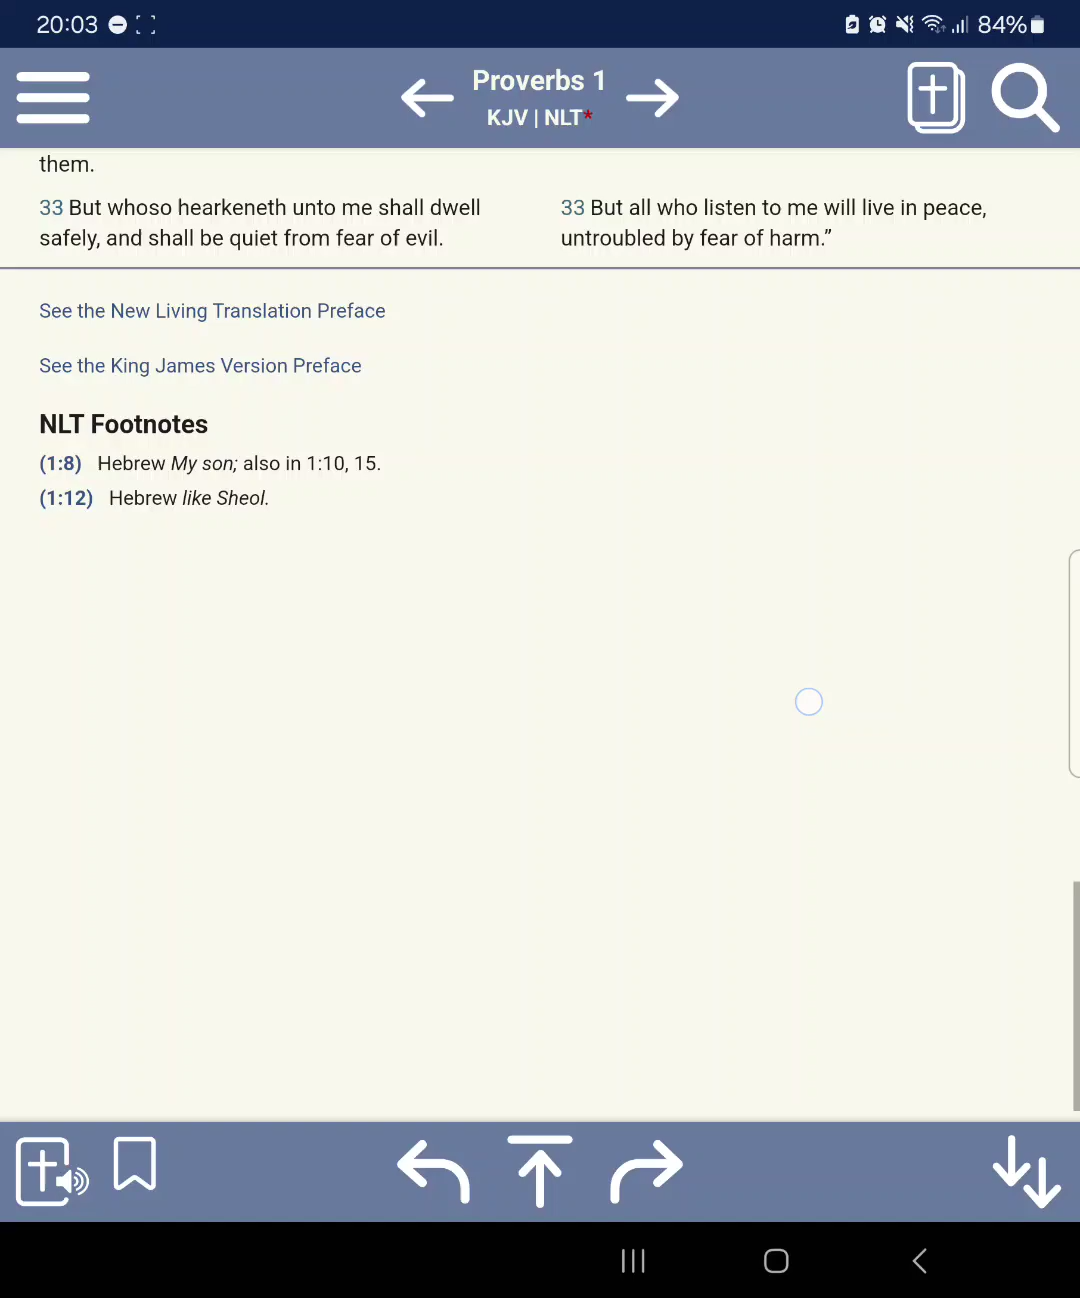 20:03
84%
Proverbs 1
KJV | NLT*
them.
33 But whoso hearkeneth unto me shall dwell
safely, and shall be quiet from fear of evil.
33 But all who listen to me will live in peace,
untroubled by fear of harm.”
See the New Living Translation Preface
See the King James Version Preface
NLT Footnotes
(1:8) Hebrew My son; also in 1:10, 15.
(1:12) Hebrew like Sheol.